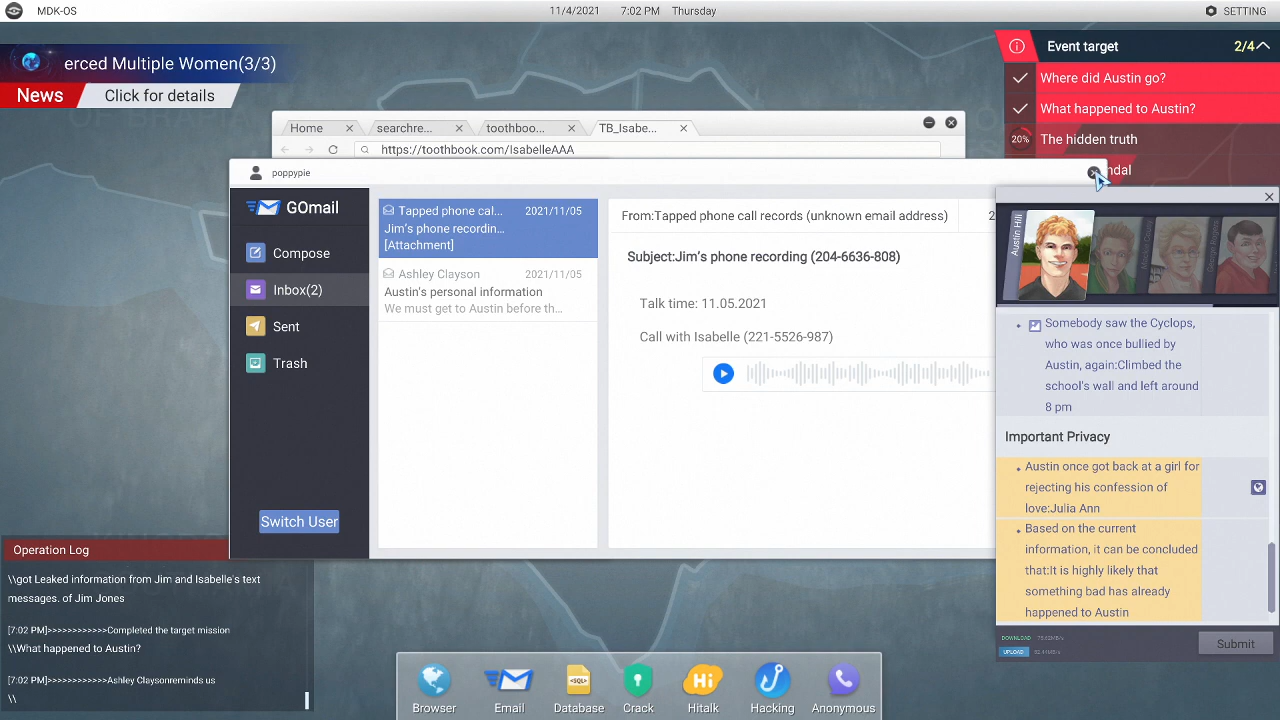 MDK-OS
11/4/2021 7:02 PM Thursday
SETTING
erced Multiple Women(3/3)
News
Click for details
Event target
2/4
Where did Austin go?
What happened to Austin?
20%
The hidden truth
ndal
Home
searchre...
toothboo...
TB_Isabe...
https://toothbook.com/IsabelleAAA
poppypie
GOmail
Compose
Inbox(2)
Sent
Trash
Switch User
Tapped phone cal... 2021/11/05
Jim's phone recordin...
[Attachment]
Ashley Clayson 2021/11/05
Austin's personal information
We must get to Austin before th...
From:Tapped phone call records (unknown email address)
2
Subject:Jim's phone recording (204-6636-808)
Talk time: 11.05.2021
Call with Isabelle (221-5526-987)
Austin Hill
Somebody saw the Cyclops,
who was once bullied by
Austin, again:Climbed the
school's wall and left around
8 pm
Important Privacy
Austin once got back at a girl for
rejecting his confession of
love:Julia Ann
Based on the current
information, it can be concluded
that:It is highly likely that
something bad has already
happened to Austin
DOWNLOAD
UPLOAD
Submit
Operation Log
\\got Leaked information from Jim and Isabelle's text
messages. of Jim Jones
[7:02 PM]>>>>>>>>>>>>Completed the target mission
\\What happened to Austin?
[7:02 PM]>>>>>>>>>>>>Ashley Claysonreminds us
\\
Browser
Email
SQL
Database
Crack
Hi
Hitalk
Hacking
Anonymous